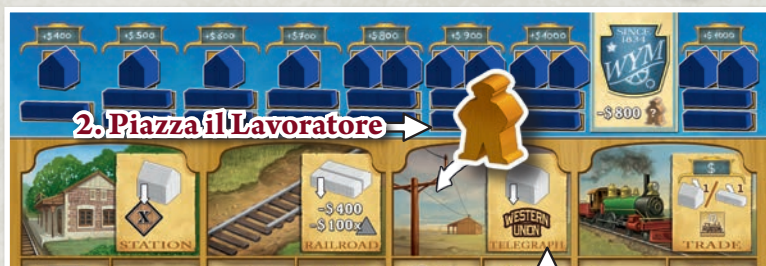 +$400 +$500 +$600 +$700 +$800 +$900 +$1000
SINCE
1834
WYM
-$800 ?
2. Piazza il Lavoratore
X
STATION
-$400
-$100x
RAILROAD
WESTERN
UNION
TELEGRAPH
$
1/1
TRADE